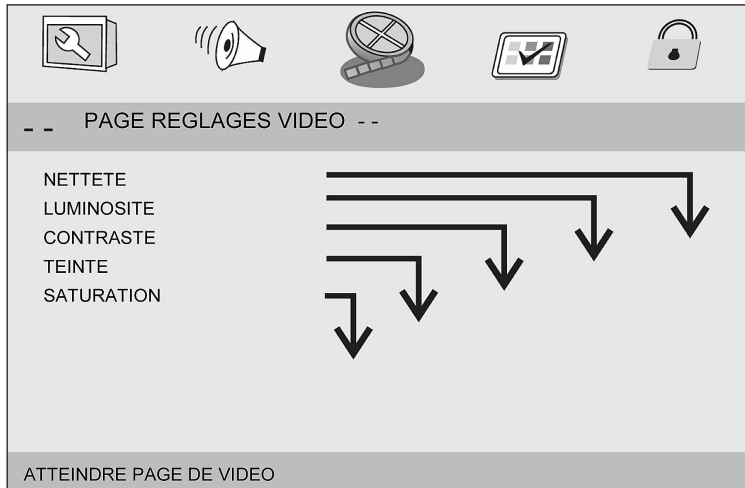 -- PAGE REGLAGES VIDEO --
NETTETE
LUMINOSITE
CONTRASTE
TEINTE
SATURATION
ATTEINDRE PAGE DE VIDEO